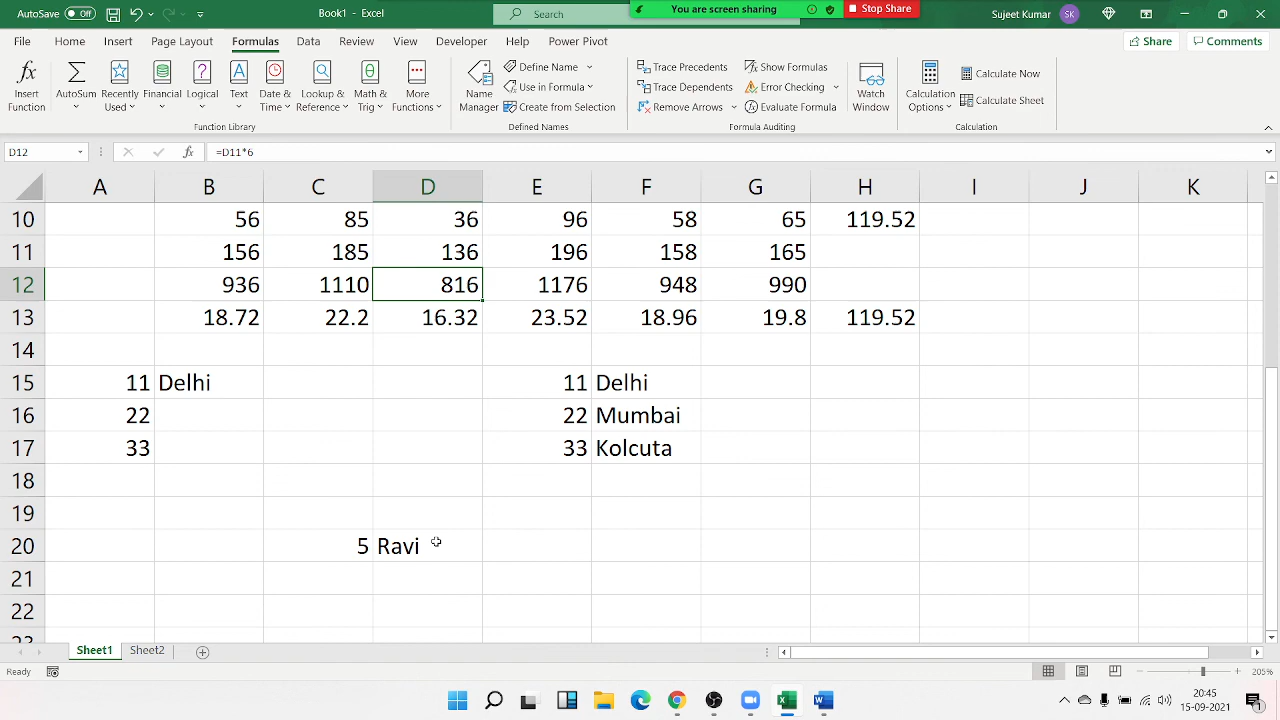 AutoSave Off Book1 - Excel Search You are screen sharing Stop Share Sujeet Kumar SK
File Home Insert Page Layout Formulas Data Review View Developer Help Power Pivot Share Comments
Insert Function
AutoSum
Recently Used
Financial
Logical
Text
Date & Time
Lookup & Reference
Math & Trig
More Functions
Function Library
Name Manager
Define Name
Use in Formula
Create from Selection
Defined Names
Trace Precedents
Trace Dependents
Remove Arrows
Show Formulas
Error Checking
Evaluate Formula
Formula Auditing
Watch Window
Calculation Options
Calculate Now
Calculate Sheet
Calculation
D12 fx =D11*6
A B C D E F G H I J K
10 56 85 36 96 58 65 119.52
11 156 185 136 196 158 165
12 936 1110 816 1176 948 990
13 18.72 22.2 16.32 23.52 18.96 19.8 119.52
14
15 11 Delhi 11 Delhi
16 22 22 Mumbai
17 33 33 Kolcuta
18
19
20 5 Ravi
21
22
23
Sheet1 Sheet2
Ready 205%
20:45
15-09-2021
1